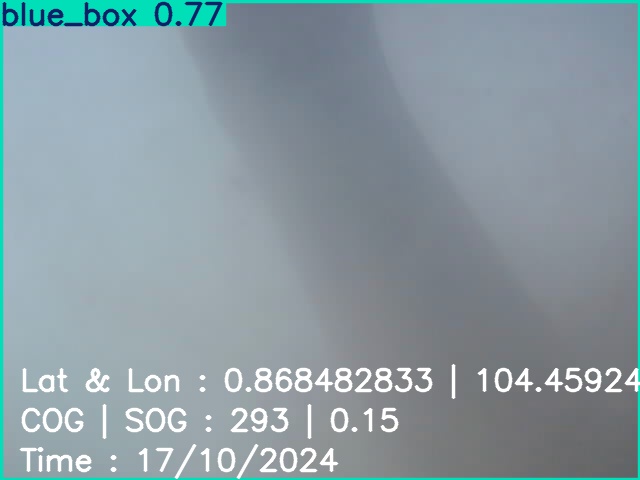 blue_box 0.77
Lat & Lon : 0.868482833 | 104.45924
COG | SOG : 293 | 0.15
Time : 17/10/2024